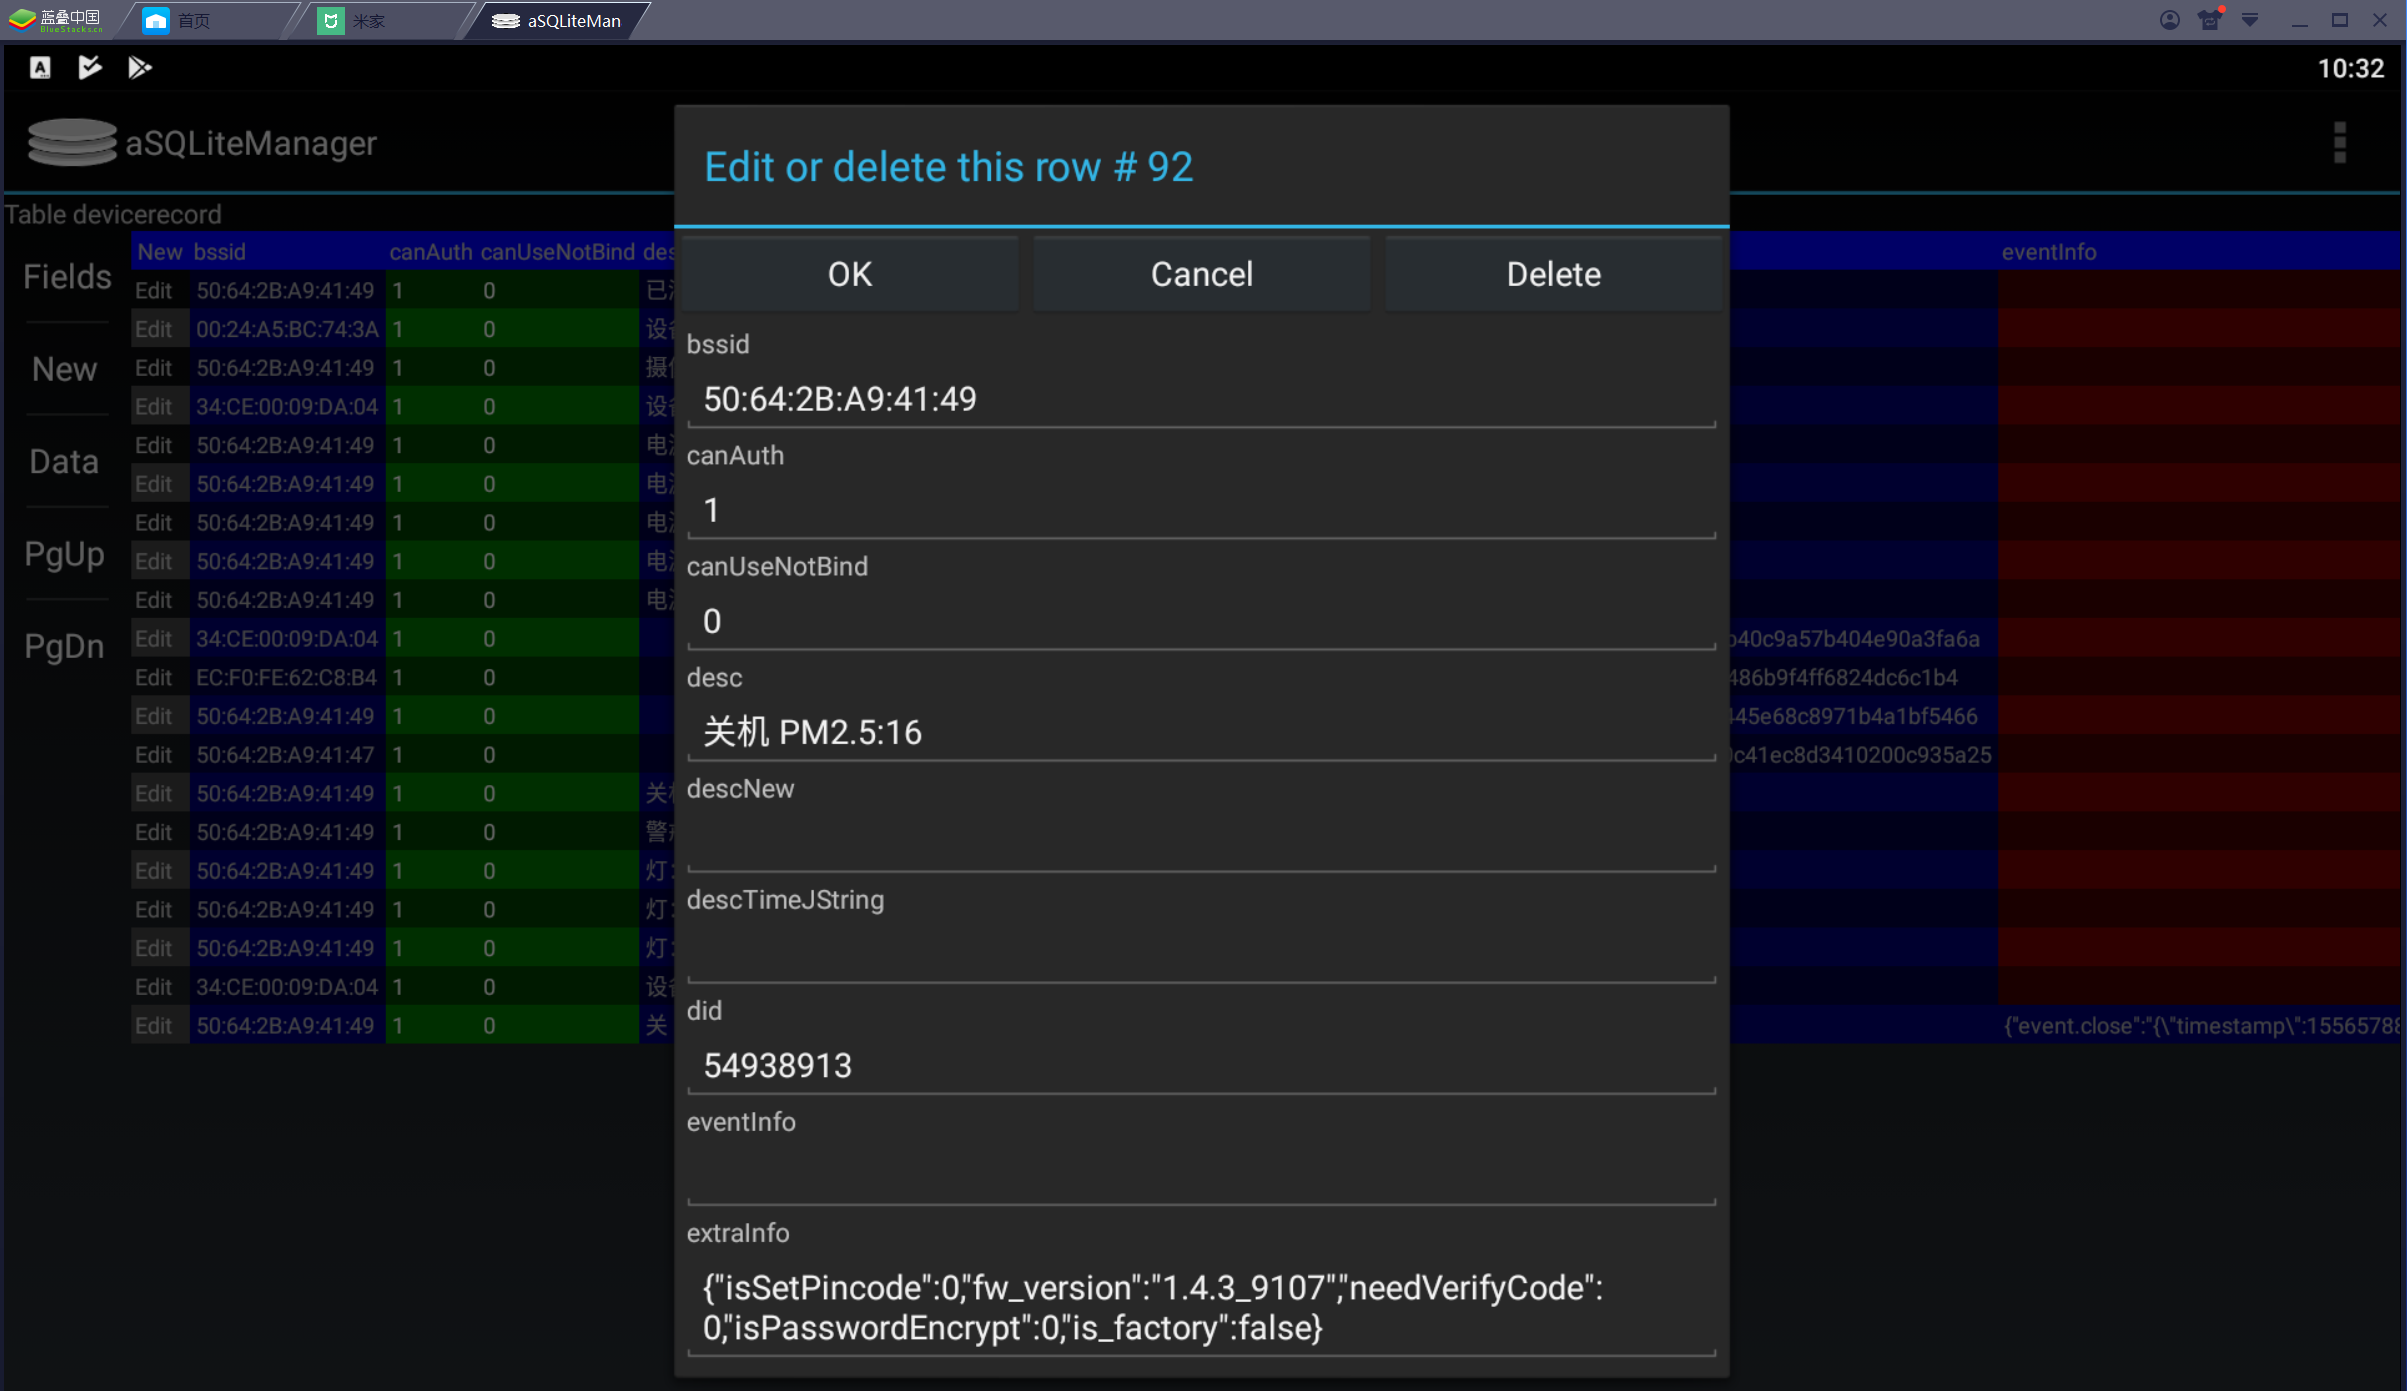 蓝叠中国
BlueStacks.cn
首页
米家
aSQLiteMan
10:32
aSQLiteManager
Table devicerecord
Fields
New
Data
PgUp
PgDn
New bssid canAuth canUseNotBind des eventInfo
Edit 50:64:2B:A9:41:49 1 0
Edit 00:24:A5:BC:74:3A 1 0 设
Edit 50:64:2B:A9:41:49 1 0 摄
Edit 34:CE:00:09:DA:04 1 0 设
Edit 50:64:2B:A9:41:49 1 0 电
Edit 50:64:2B:A9:41:49 1 0 电
Edit 50:64:2B:A9:41:49 1 0 电
Edit 50:64:2B:A9:41:49 1 0 电
Edit 50:64:2B:A9:41:49 1 0 电
Edit 34:CE:00:09:DA:04 1 0 40c9a57b404e90a3fa6a
Edit EC:F0:FE:62:C8:B4 1 0 486b9f4ff6824dc6c1b4
Edit 50:64:2B:A9:41:49 1 0 45e68c8971b4a1bf5466
Edit 50:64:2B:A9:41:47 1 0 c41ec8d3410200c935a25
Edit 50:64:2B:A9:41:49 1 0 关
Edit 50:64:2B:A9:41:49 1 0 警
Edit 50:64:2B:A9:41:49 1 0 灯:
Edit 50:64:2B:A9:41:49 1 0 灯:
Edit 50:64:2B:A9:41:49 1 0 灯:
Edit 34:CE:00:09:DA:04 1 0 设
Edit 50:64:2B:A9:41:49 1 0 关 {"event.close":"{\"timestamp\":15565788
Edit or delete this row # 92
OK Cancel Delete
bssid
50:64:2B:A9:41:49
canAuth
1
canUseNotBind
0
desc
关机 PM2.5:16
descNew
descTimeJString
did
54938913
eventInfo
extraInfo
{"isSetPincode":0,"fw_version":"1.4.3_9107","needVerifyCode":
0,"isPasswordEncrypt":0,"is_factory":false}